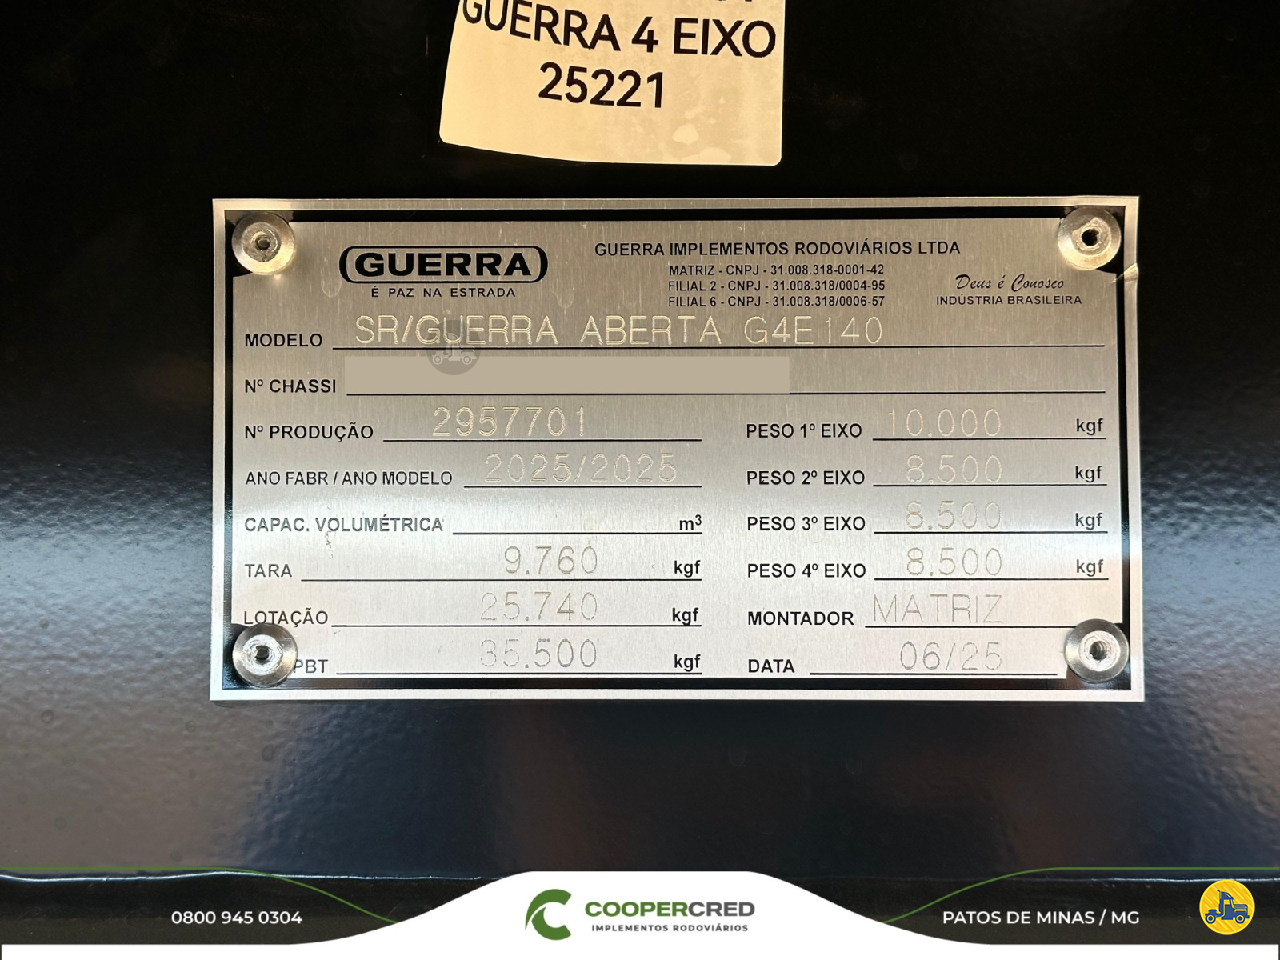 GUERRA 4 EIXO
25221
GUERRA
É PAZ NA ESTRADA
GUERRA IMPLEMENTOS RODOVIÁRIOS LTDA
MATRIZ - CNPJ - 31.008.318-0001-42
FILIAL 2 - CNPJ - 31.008.318/0004-95
FILIAL 6 - CNPJ - 31.008.318/0006-57
Deus é Conosco
INDÚSTRIA BRASILEIRA
MODELO SR/GUERRA ABERTA G4E140
Nº CHASSI
Nº PRODUÇÃO 2957701
ANO FABR / ANO MODELO 2025/2025
CAPAC. VOLUMÉTRICA m³
TARA 9.760 kgf
LOTAÇÃO 25.740 kgf
PBT 35.500 kgf
PESO 1º EIXO 10.000 kgf
PESO 2º EIXO 8.500 kgf
PESO 3º EIXO 8.500 kgf
PESO 4º EIXO 8.500 kgf
MONTADOR MATRIZ
DATA 06/25
0800 945 0304
COOPERCRED
IMPLEMENTOS RODOVIÁRIOS
PATOS DE MINAS / MG